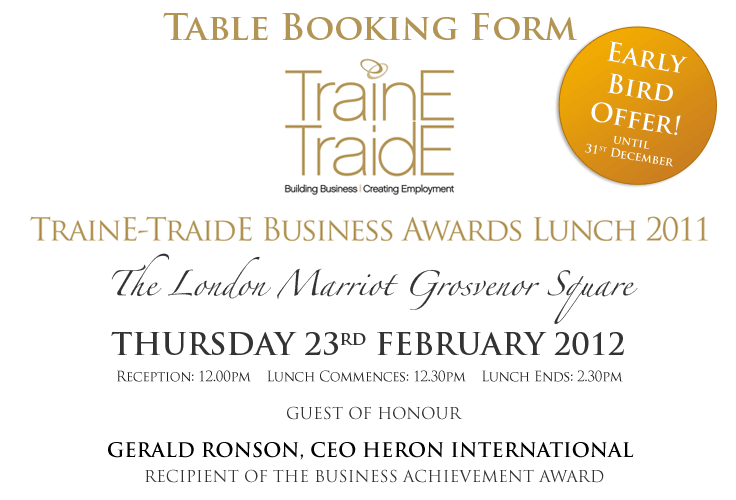 TABLE BOOKING FORM
EARLY
BIRD
OFFER!
UNTIL
31ST DECEMBER
TrainE
TraidE
Building Business | Creating Employment
TRAINE-TRAIDE BUSINESS AWARDS LUNCH 2011
The London Marriot Grosvenor Square
THURSDAY 23RD FEBRUARY 2012
RECEPTION: 12.00PM LUNCH COMMENCES: 12.30PM LUNCH ENDS: 2.30PM
GUEST OF HONOUR
GERALD RONSON, CEO HERON INTERNATIONAL
RECIPIENT OF THE BUSINESS ACHIEVEMENT AWARD